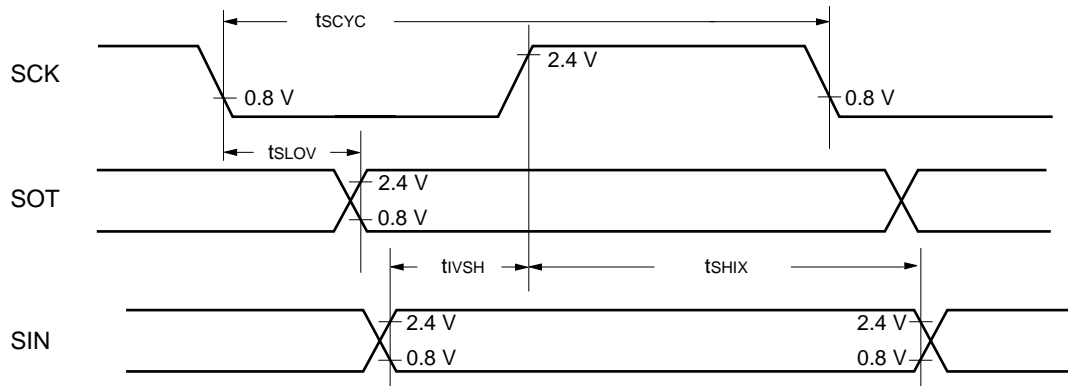 tSCYC
SCK
2.4 V
0.8 V
0.8 V
tSLOV
SOT
2.4 V
0.8 V
tIVSH
tSHIX
SIN
2.4 V
2.4 V
0.8 V
0.8 V